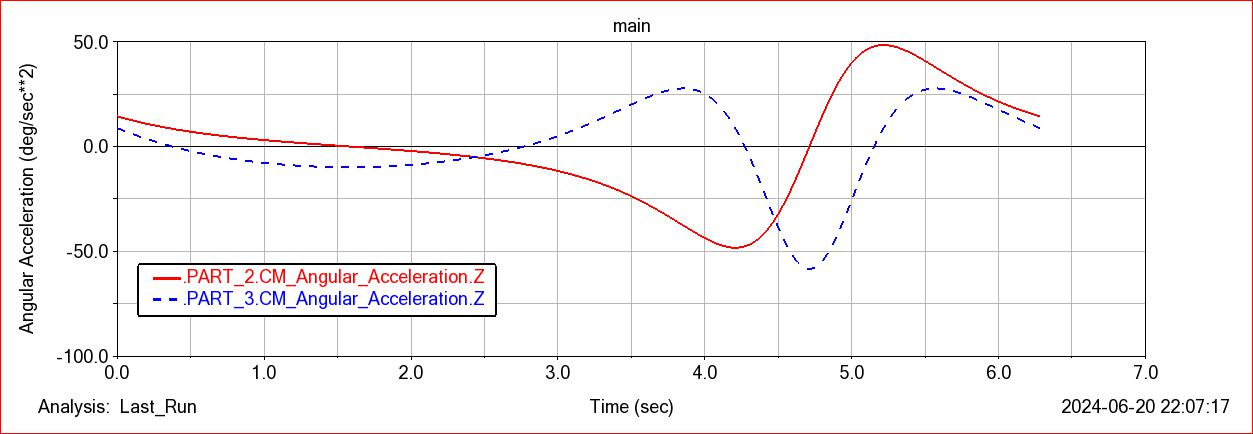 main
50.0
0.0
-50.0
-100.0
Angular Acceleration (deg/sec**2)
.PART_2.CM_Angular_Acceleration.Z
.PART_3.CM_Angular_Acceleration.Z
0.0 1.0 2.0 3.0 4.0 5.0 6.0 7.0
Analysis: Last_Run Time (sec) 2024-06-20 22:07:17